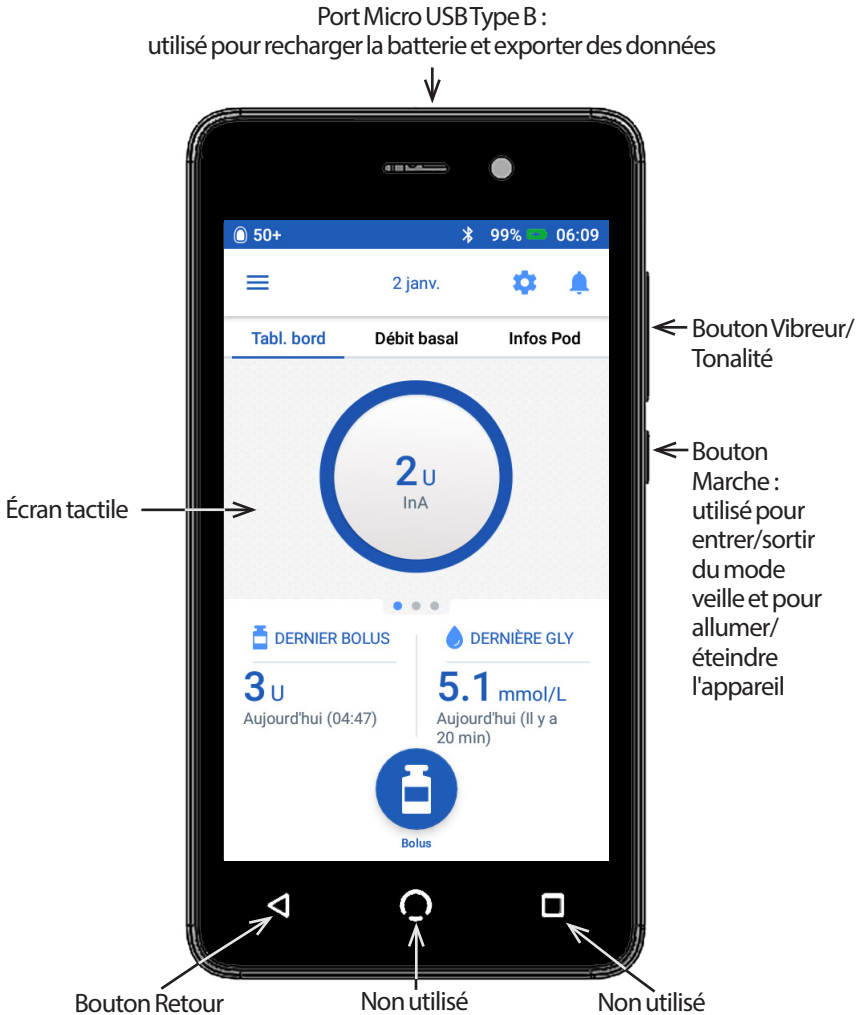 Port Micro USB Type B :
utilisé pour recharger la batterie et exporter des données
50+
99% 06:09
2 janv.
Tabl. bord
Débit basal
Infos Pod
2 U
InA
DERNIER BOLUS
3 U
Aujourd'hui (04:47)
DERNIÈRE GLY
5.1 mmol/L
Aujourd'hui (Il y a
20 min)
Bolus
Écran tactile
Bouton Vibreur/
Tonalité
Bouton
Marche :
utilisé pour
entrer/sortir
du mode
veille et pour
allumer/
éteindre
l'appareil
Bouton Retour
Non utilisé
Non utilisé